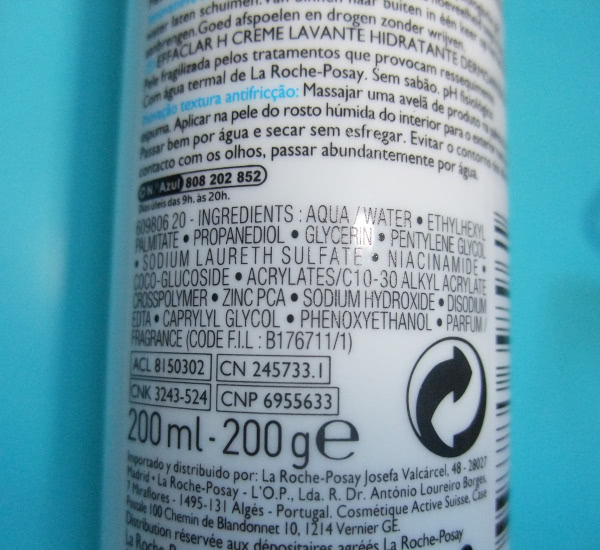 water laten schuimen. Van binnen naar buiten in één keer
aanbrengen. Goed afspoelen en drogen zonder wrijven.
EFFACLAR H CREME LAVANTE HIDRATANTE
Pele fragilizada pelos tratamentos que provocam ressequimento
Com água termal de La Roche-Posay. Sem sabão. pH fisiológico
Inovação textura antifricção: Massajar uma avelã de produto na
espuma. Aplicar na pele do rosto húmida do interior para o exterior
Passar bem por água e secar sem esfregar. Evitar o contorno dos
contacto com os olhos, passar abundantemente por água.
N.º Azul 808 202 852
Dias úteis das 9h. às 20h.
609806 20 - INGREDIENTS : AQUA / WATER • ETHYLHEXYL
PALMITATE • PROPANEDIOL • GLYCERIN • PENTYLENE GLYCOL
• SODIUM LAURETH SULFATE • NIACINAMIDE •
COCO-GLUCOSIDE • ACRYLATES/C10-30 ALKYL ACRYLATE
CROSSPOLYMER • ZINC PCA • SODIUM HYDROXIDE • DISODIUM
EDTA • CAPRYLYL GLYCOL • PHENOXYETHANOL • PARFUM /
FRAGRANCE (CODE F.I.L : B176711/1)
ACL 8150302 CN 245733.1
CNK 3243-524 CNP 6955633
200 ml - 200 g e
Importado y distribuido por: La Roche-Posay Josefa Valcárcel, 48 - 28027
Madrid • La Roche-Posay - L'O.P., Lda. R. Dr. António Loureiro Borges,
7 Miraflores - 1495-131 Algés - Portugal. Cosmétique Active Suisse, Case
Postale 100 Chemin de Blandonnet 10, 1214 Vernier GE.
Distribution réservée aux dépositaires agréés La Roche-Posay